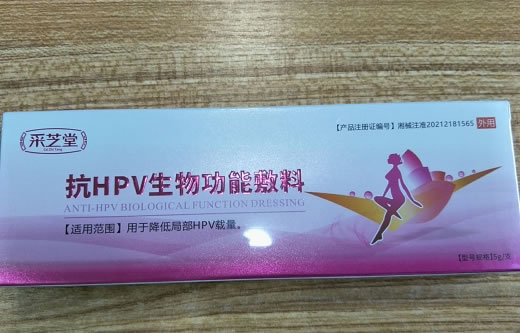 采芝堂
Cai Zhi Tang
【产品注册证编号】湘械注准20212181565 外用
抗HPV生物功能敷料
ANTI-HPV BIOLOGICAL FUNCTION DRESSING
【适用范围】用于降低局部HPV载量。
【型号规格】5g/支